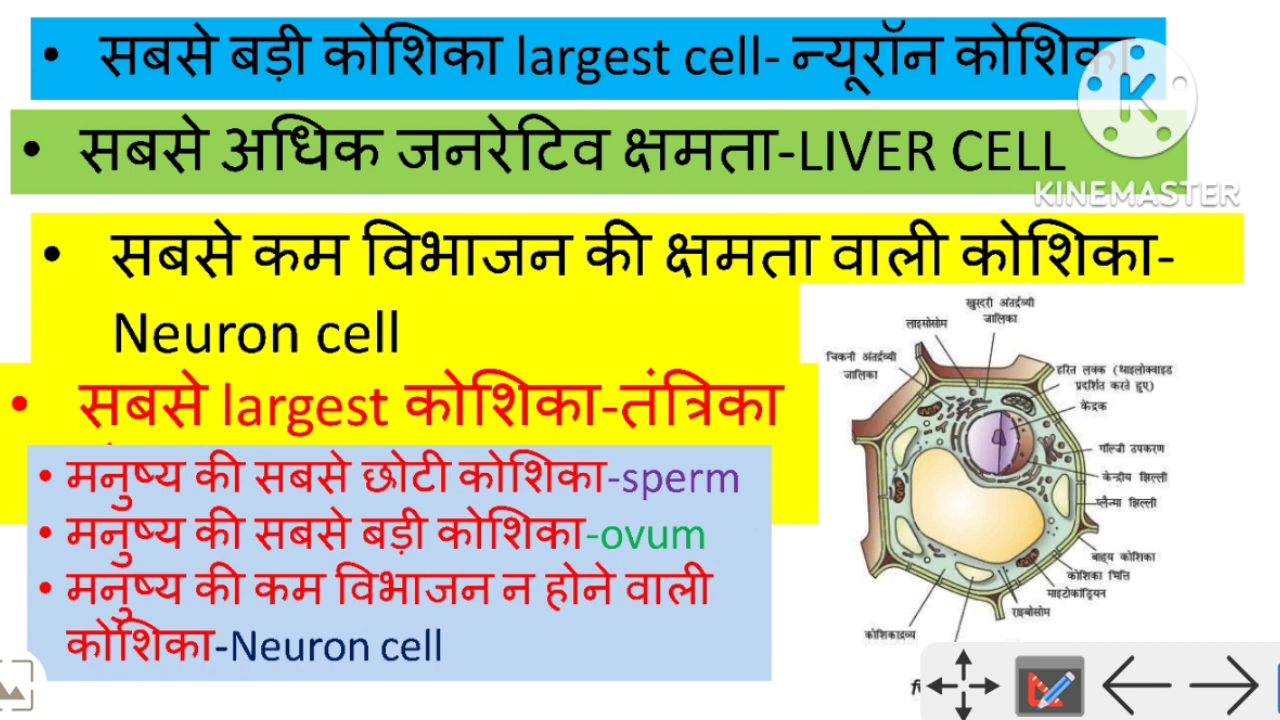 • सबसे बड़ी कोशिका largest cell- न्यूरॉन कोशिका
• सबसे अधिक जनरेटिव क्षमता-LIVER CELL
KINEMASTER
• सबसे कम विभाजन की क्षमता वाली कोशिका-
Neuron cell
• सबसे largest कोशिका-तंत्रिका
• मनुष्य की सबसे छोटी कोशिका-sperm
• मनुष्य की सबसे बड़ी कोशिका-ovum
• मनुष्य की कम विभाजन न होने वाली
कोशिका-Neuron cell
खुरदरी अंतर्द्रव्यी
जालिका
लाइसोसोम
चिकनी अंतर्द्रव्यी
जालिका
हरित लवक (थाइलोक्वाइड
प्रदर्शित करते हुए)
केंद्रक
गॉल्जी उपकरण
केन्द्रीय झिल्ली
प्लैज्मा झिल्ली
बाह्य कोशिका
कोशिका भित्ति
माइटोकॉंड्रियन
राइबोसोम
कोशिकाद्रव्य